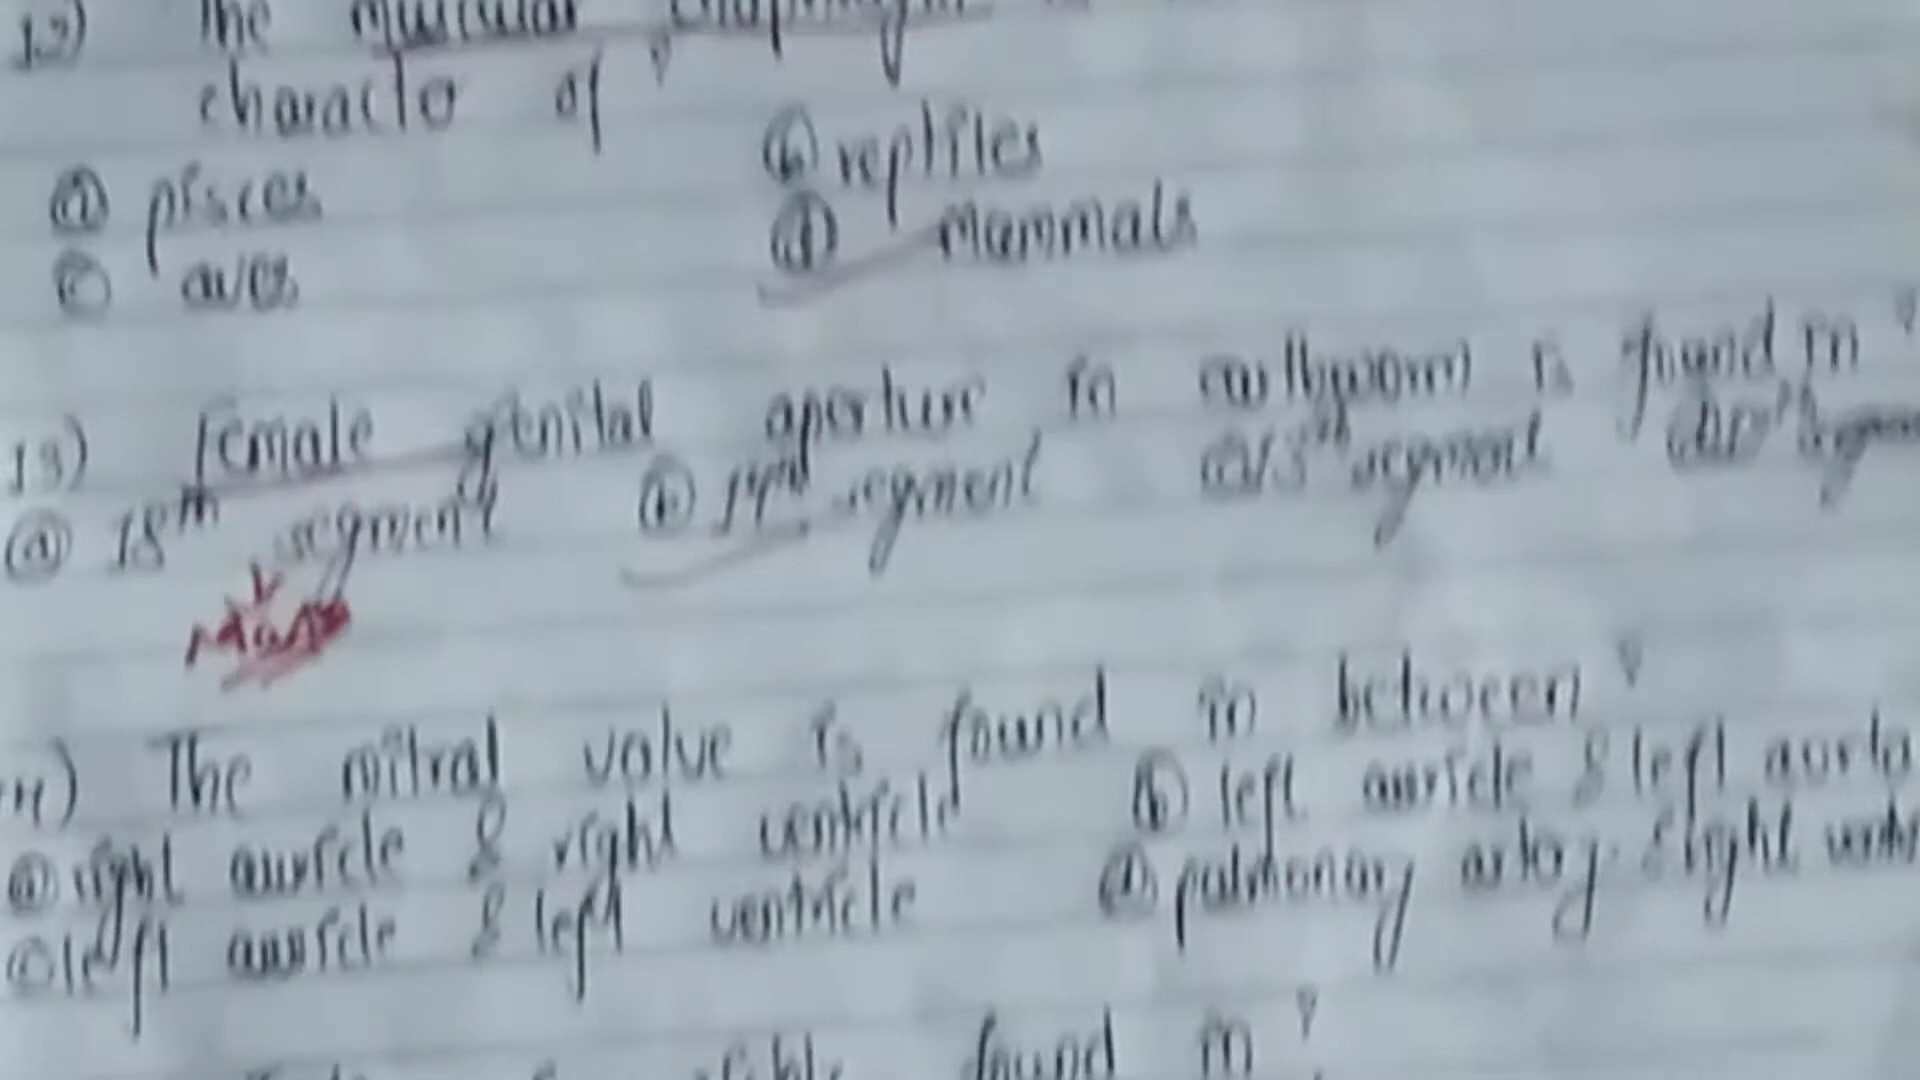 12) The muscular diaphragm
character of ?
(a) pisces (b) reptiles
(c) aves (d) Mammals
13) Female genital aperture in earthworm is found in ?
(a) 18th segment (b) 14th segment (c) 13th segment
14) The mitral valve is found in between ?
(a) right auricle & right ventricle (b) left auricle & left aorta
(c) left auricle & left ventricle (d) pulmonary artery & right
found in ?